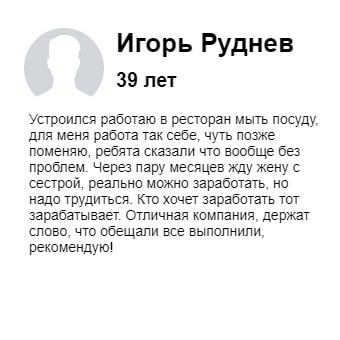 Игорь Руднев
39 лет
Устроился работаю в ресторан мыть посуду,
для меня работа так себе, чуть позже
поменяю, ребята сказали что вообще без
проблем. Через пару месяцев жду жену с
сестрой, реально можно заработать, но
надо трудиться. Кто хочет заработать тот
зарабатывает. Отличная компания, держат
слово, что обещали все выполнили,
рекомендую!